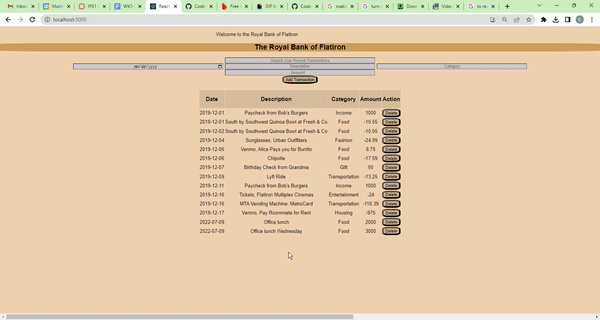 Inbox
Morin
IP01
WK1
React
Code
Free
GIF M
Code
maki
turn
Down
Video
to re
localhost:3000
Welcome to the Royal Bank of Flatiron
The Royal Bank of Flatiron
Search your Recent Transactions
mm/dd/yyyy Description Category
Amount
Add Transaction
Date Description Category Amount Action
2019-12-01 Paycheck from Bob's Burgers Income 1000 Delete
2019-12-01 South by Southwest Quinoa Bowl at Fresh & Co Food -10.55 Delete
2019-12-02 South by Southwest Quinoa Bowl at Fresh & Co Food -10.55 Delete
2019-12-04 Sunglasses, Urban Outfitters Fashion -24.99 Delete
2019-12-06 Venmo, Alice Pays you for Burrito Food 8.75 Delete
2019-12-06 Chipotle Food -17.59 Delete
2019-12-07 Birthday Check from Grandma Gift 50 Delete
2019-12-09 Lyft Ride Transportation -13.25 Delete
2019-12-11 Paycheck from Bob's Burgers Income 1000 Delete
2019-12-16 Tickets, Flatiron Multiplex Cinemas Entertainment -24 Delete
2019-12-16 MTA Vending Machine: MetroCard Transportation -116.39 Delete
2019-12-17 Venmo, Pay Roommate for Rent Housing -975 Delete
2022-07-09 Office lunch Food 2000 Delete
2022-07-09 Office lunch Wednesday Food 3000 Delete